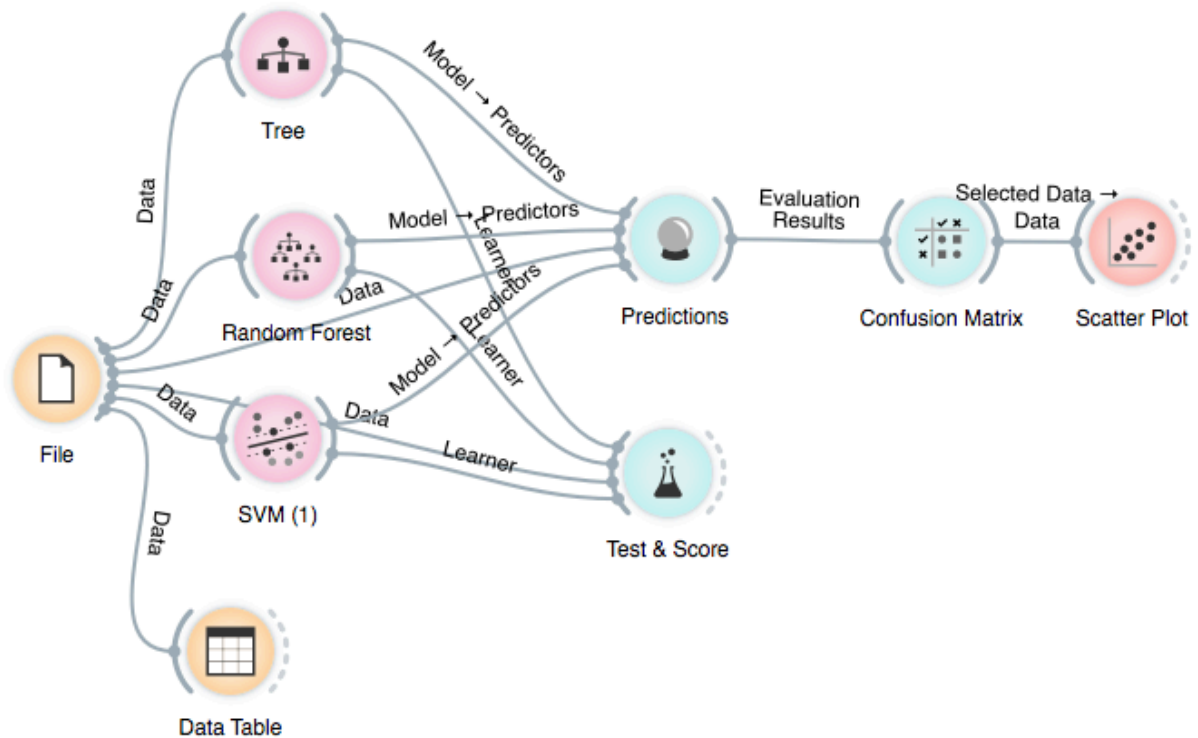 Tree
Model → Predictors
Data
Model → Predictors
Learner
Data
Random Forest
Data
Model → Predictors
Learner
Predictions
Evaluation
Results
Confusion Matrix
Selected Data →
Data
Scatter Plot
File
Data
SVM (1)
Data
Learner
Test & Score
Data
Data Table